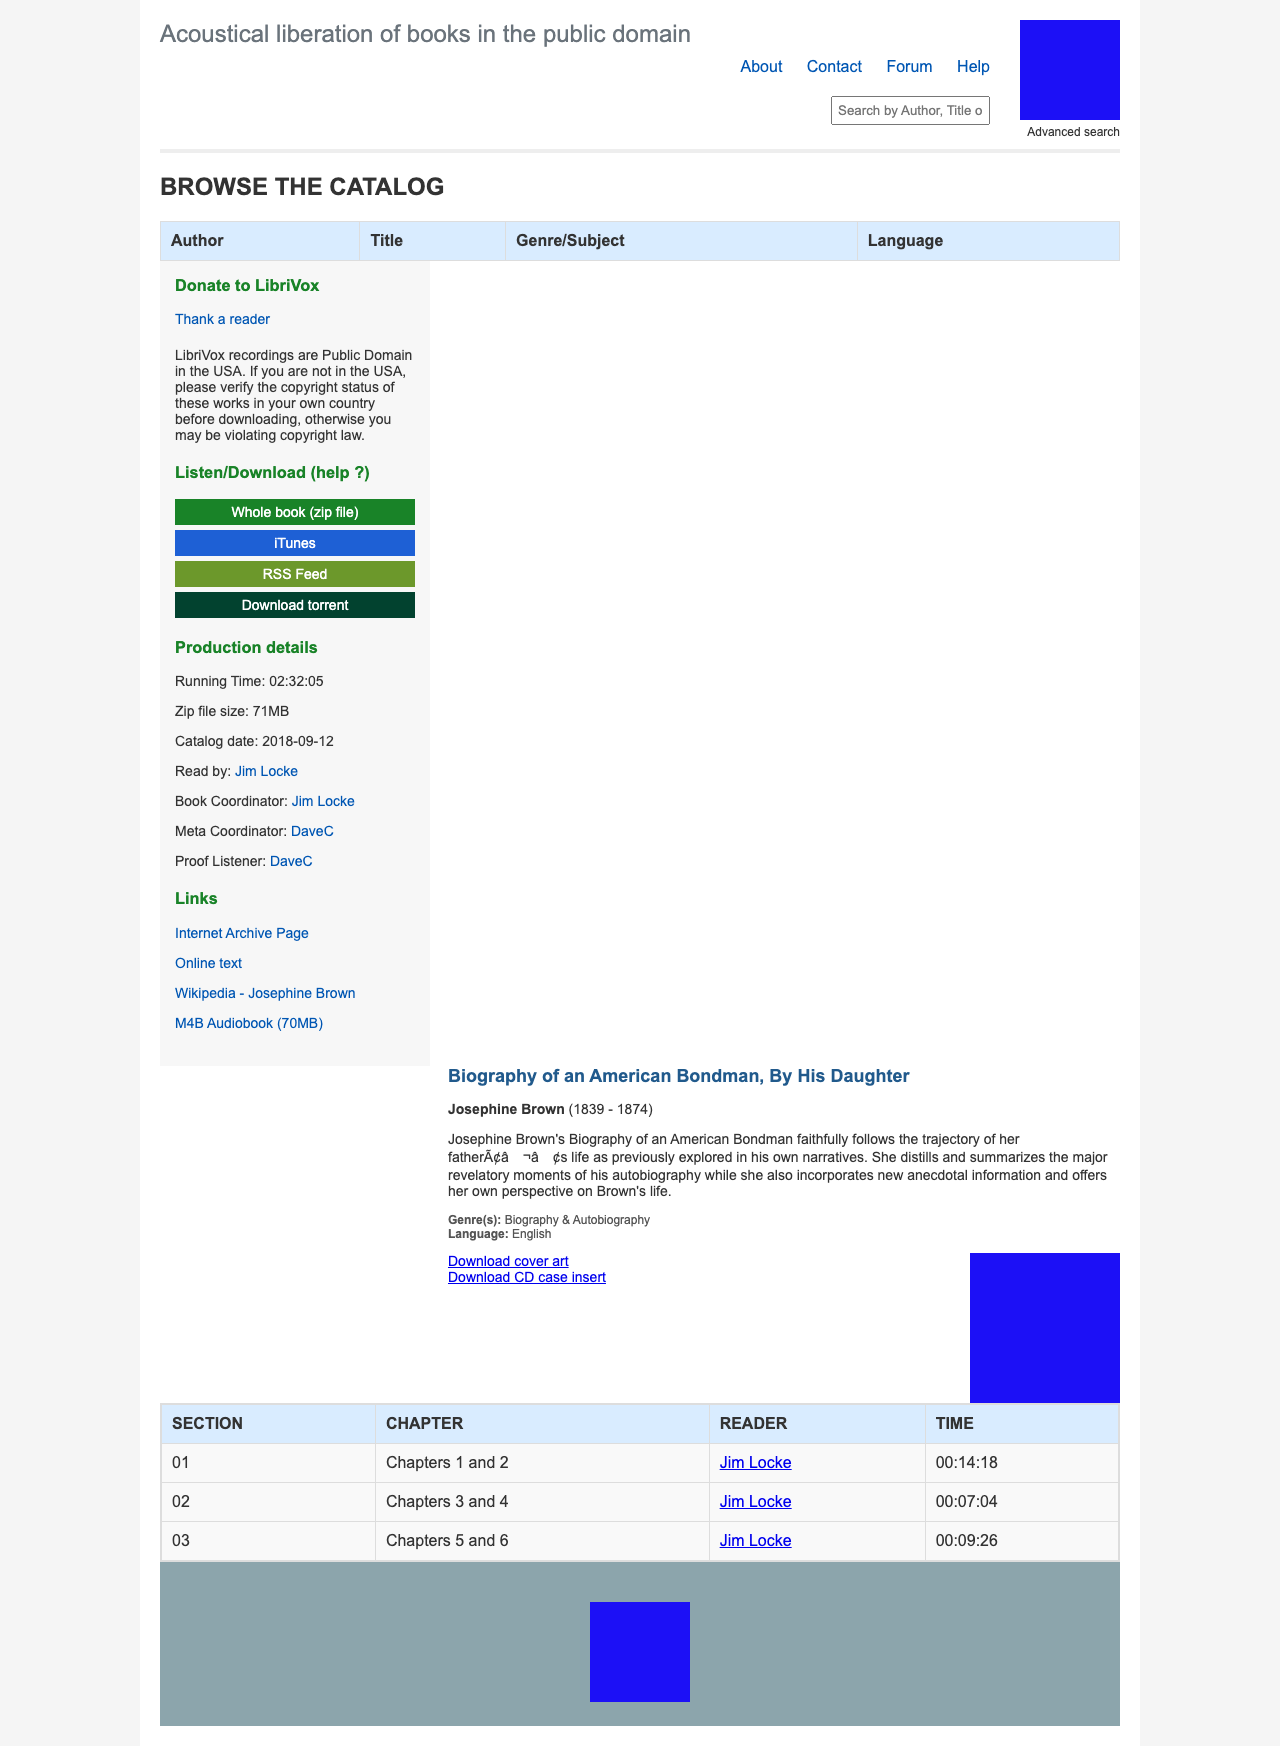 Acoustical liberation of books in the public domain
About Contact Forum Help
Search by Author, Title o
Advanced search
BROWSE THE CATALOG
Author Title Genre/Subject Language
Donate to LibriVox
Thank a reader
LibriVox recordings are Public Domain
in the USA. If you are not in the USA,
please verify the copyright status of
these works in your own country
before downloading, otherwise you
may be violating copyright law.
Listen/Download (help ?)
Whole book (zip file)
iTunes
RSS Feed
Download torrent
Production details
Running Time: 02:32:05
Zip file size: 71MB
Catalog date: 2018-09-12
Read by: Jim Locke
Book Coordinator: Jim Locke
Meta Coordinator: DaveC
Proof Listener: DaveC
Links
Internet Archive Page
Online text
Wikipedia - Josephine Brown
M4B Audiobook (70MB)
Biography of an American Bondman, By His Daughter
Josephine Brown (1839 - 1874)
Josephine Brown's Biography of an American Bondman faithfully follows the trajectory of her
fatherÃ¢â ¬â ¢s life as previously explored in his own narratives. She distills and summarizes the major
revelatory moments of his autobiography while she also incorporates new anecdotal information and offers
her own perspective on Brown's life.
Genre(s): Biography & Autobiography
Language: English
Download cover art
Download CD case insert
SECTION CHAPTER READER TIME
01 Chapters 1 and 2 Jim Locke 00:14:18
02 Chapters 3 and 4 Jim Locke 00:07:04
03 Chapters 5 and 6 Jim Locke 00:09:26